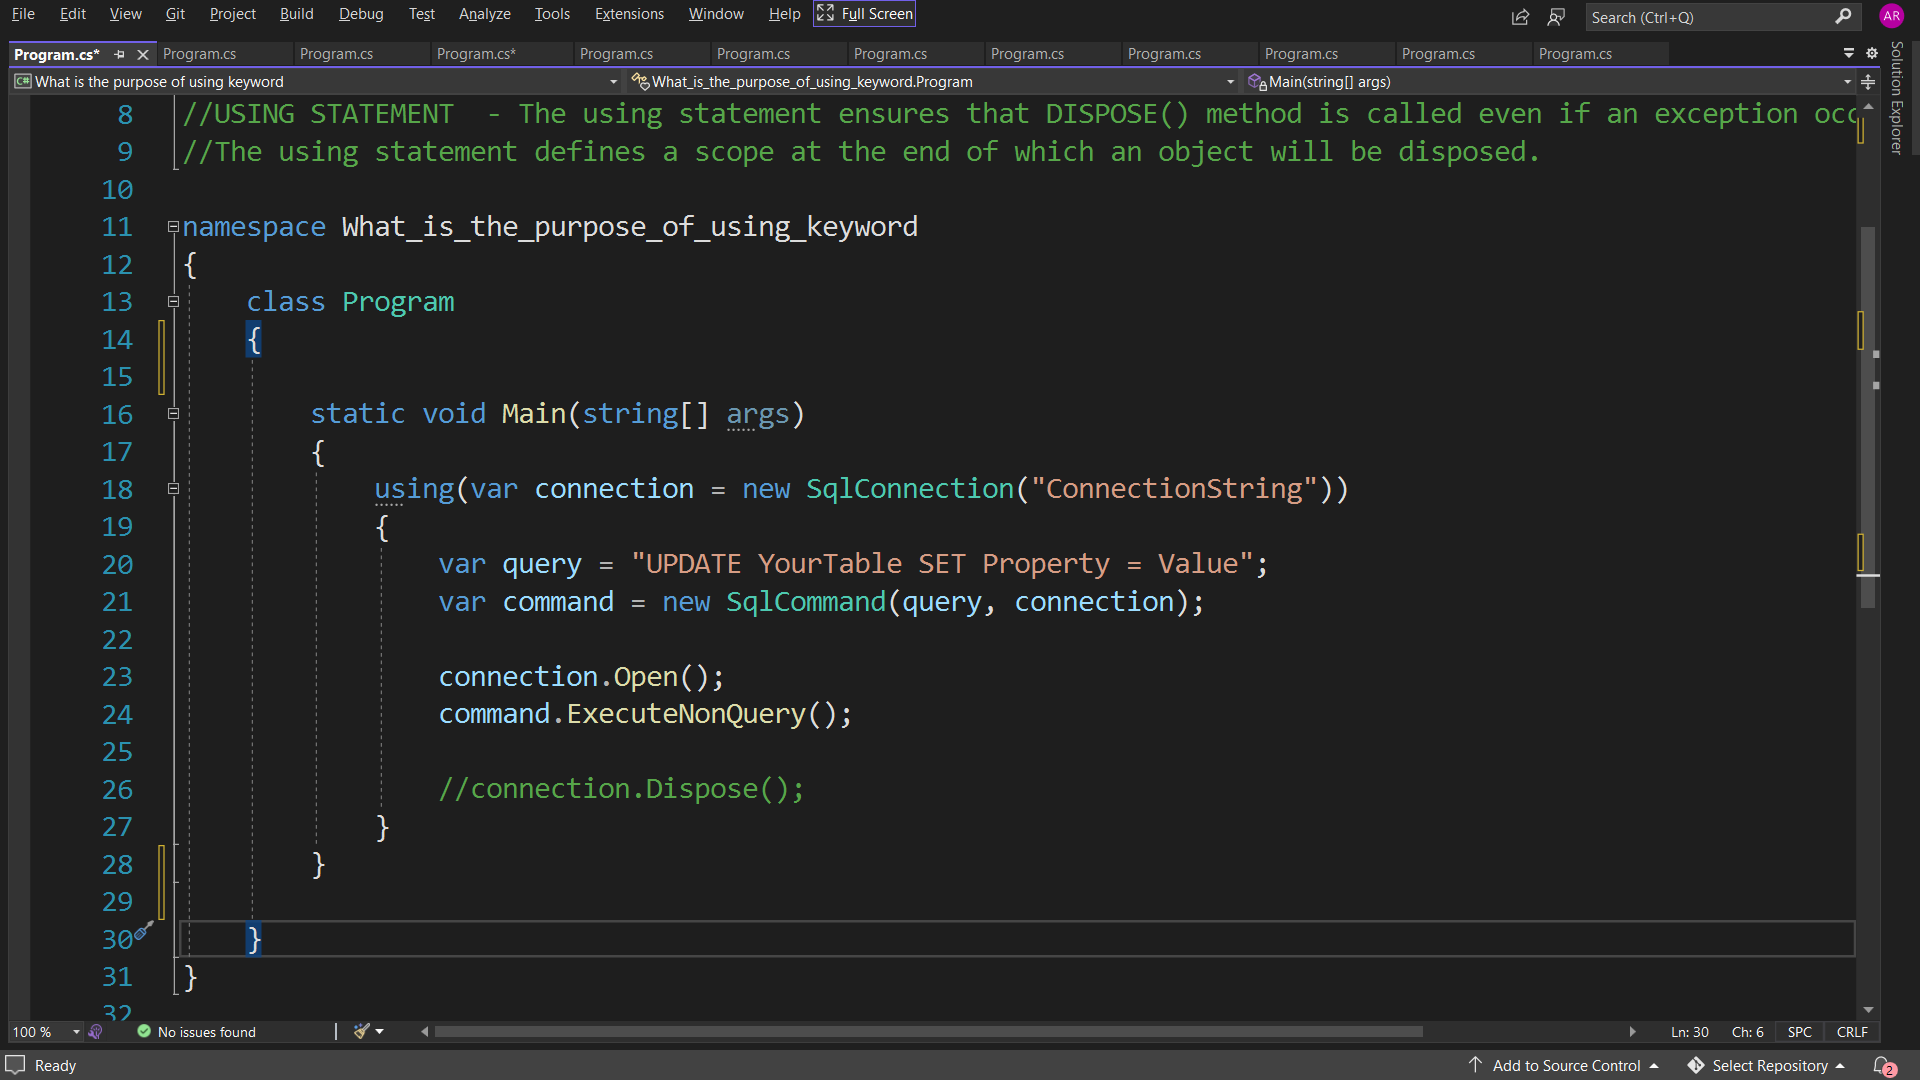 File Edit View Git Project Build Debug Test Analyze Tools Extensions Window Help Full Screen Search (Ctrl+Q) AR
Program.cs* Program.cs Program.cs Program.cs* Program.cs Program.cs Program.cs Program.cs Program.cs Program.cs Program.cs Program.cs
C# What is the purpose of using keyword What_is_the_purpose_of_using_keyword.Program Main(string[] args)
Solution Explorer
8 //USING STATEMENT - The using statement ensures that DISPOSE() method is called even if an exception occ
9 //The using statement defines a scope at the end of which an object will be disposed.
10
11 namespace What_is_the_purpose_of_using_keyword
12 {
13 class Program
14 {
15
16 static void Main(string[] args)
17 {
18 using(var connection = new SqlConnection("ConnectionString"))
19 {
20 var query = "UPDATE YourTable SET Property = Value";
21 var command = new SqlCommand(query, connection);
22
23 connection.Open();
24 command.ExecuteNonQuery();
25
26 //connection.Dispose();
27 }
28 }
29
30 }
31 }
32
100 % No issues found Ln: 30 Ch: 6 SPC CRLF
Ready Add to Source Control Select Repository 2